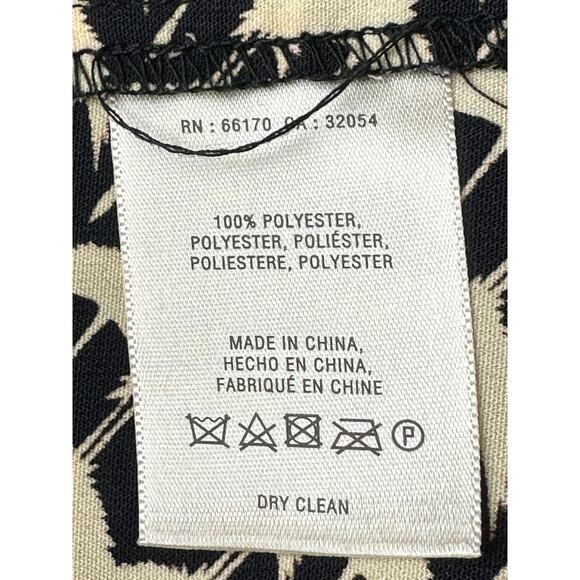 RN : 66170 CA : 32054
100% POLYESTER,
POLYESTER, POLIÉSTER,
POLIESTERE, POLYESTER
MADE IN CHINA,
HECHO EN CHINA,
FABRIQUÉ EN CHINE
P
DRY CLEAN